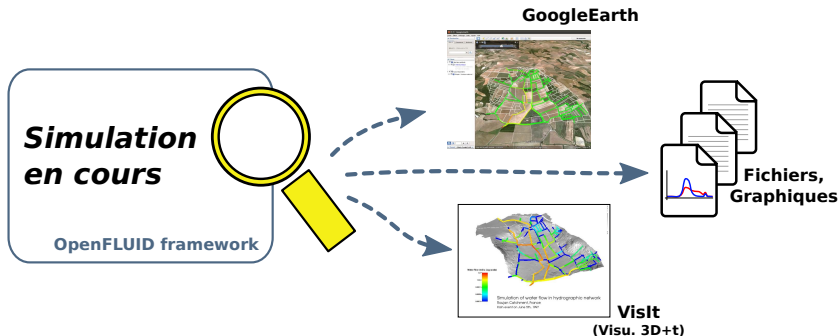 GoogleEarth
Simulation
en cours
OpenFLUID framework
Fichiers,
Graphiques
Simulation of water flow in hydrographic network
VisIt
(Visu. 3D+t)